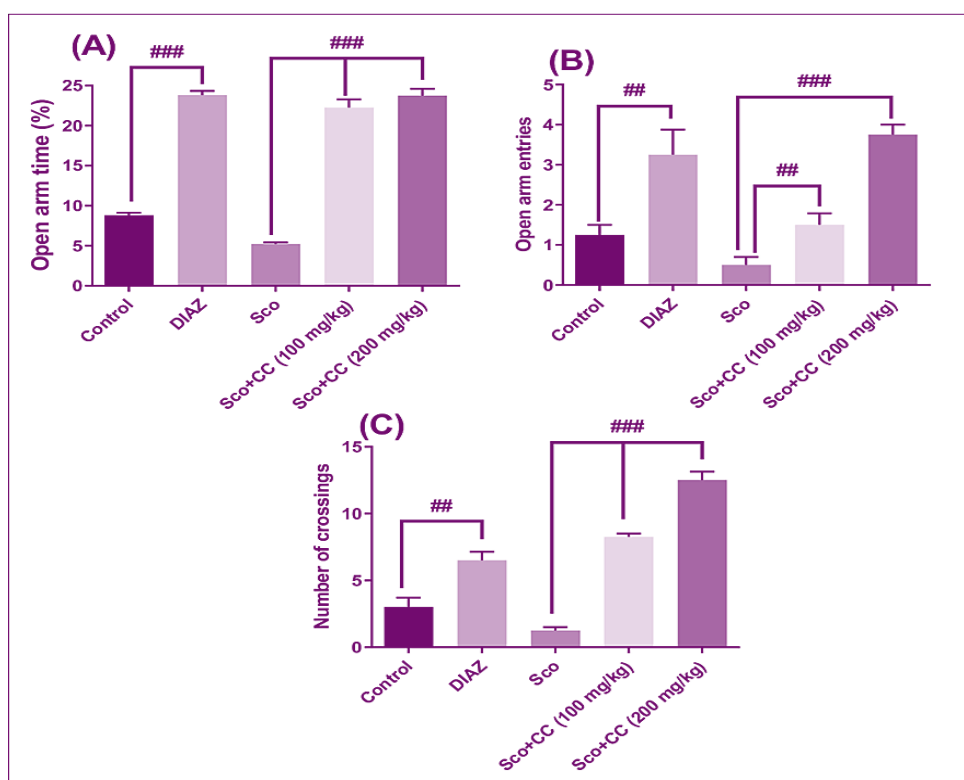 (A)
###
###
Open arm time (%)
25
20
15
10
5
0
Control
DIAZ
Sco
Sco+CC (100 mg/kg)
Sco+CC (200 mg/kg)
(B)
##
###
##
Open arm entries
5
4
3
2
1
0
Control
DIAZ
Sco
Sco+CC (100 mg/kg)
Sco+CC (200 mg/kg)
(C)
##
###
Number of crossings
15
10
5
0
Control
DIAZ
Sco
Sco+CC (100 mg/kg)
Sco+CC (200 mg/kg)